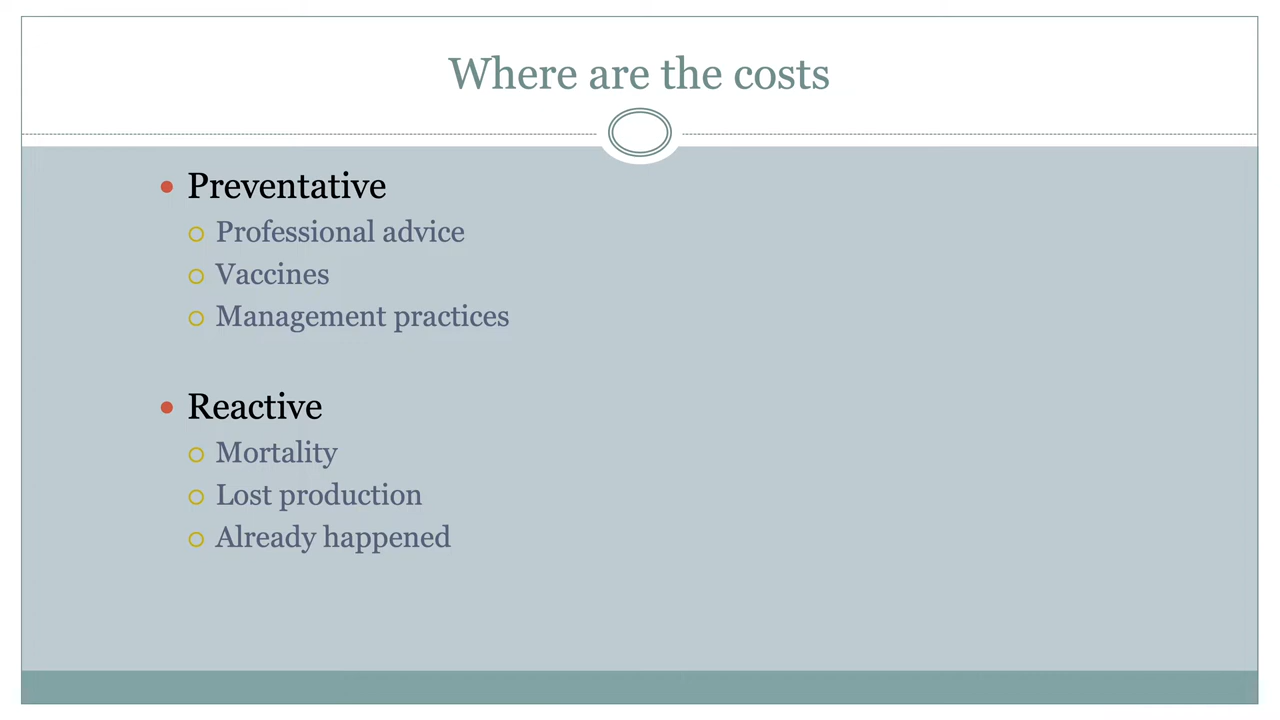 Where are the costs
Preventative
Professional advice
Vaccines
Management practices
Reactive
Mortality
Lost production
Already happened